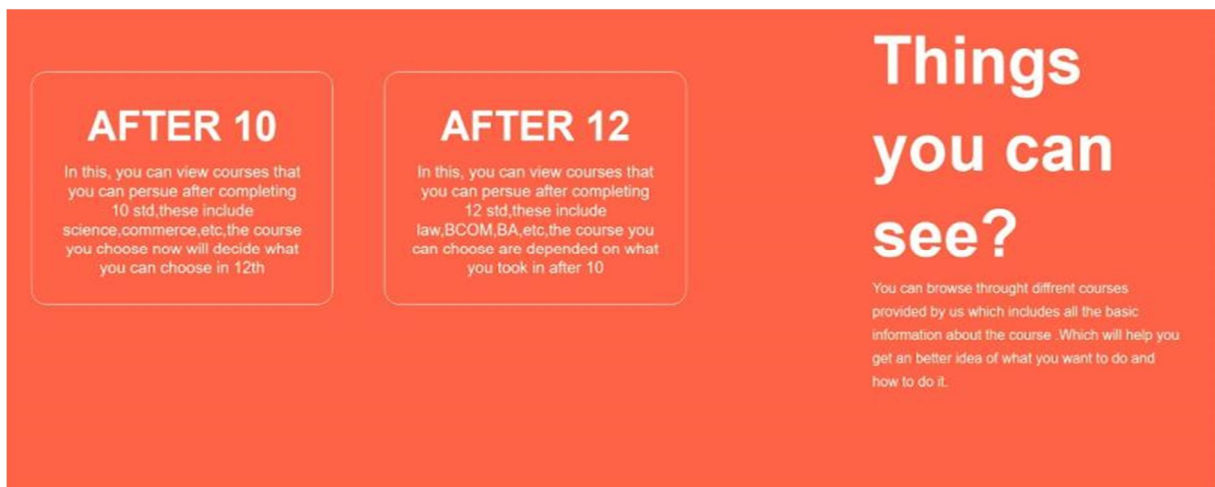 AFTER 10
In this, you can view courses that
you can persue after completing
10 std,these include
science,commerce,etc,the course
you choose now will decide what
you can choose in 12th
AFTER 12
In this, you can view courses that
you can persue after completing
12 std,these include
law,BCOM,BA,etc,the course you
can choose are depended on what
you took in after 10
Things
you can
see?
You can browse throught diffrent courses
provided by us which includes all the basic
information about the course .Which will help you
get an better idea of what you want to do and
how to do it.